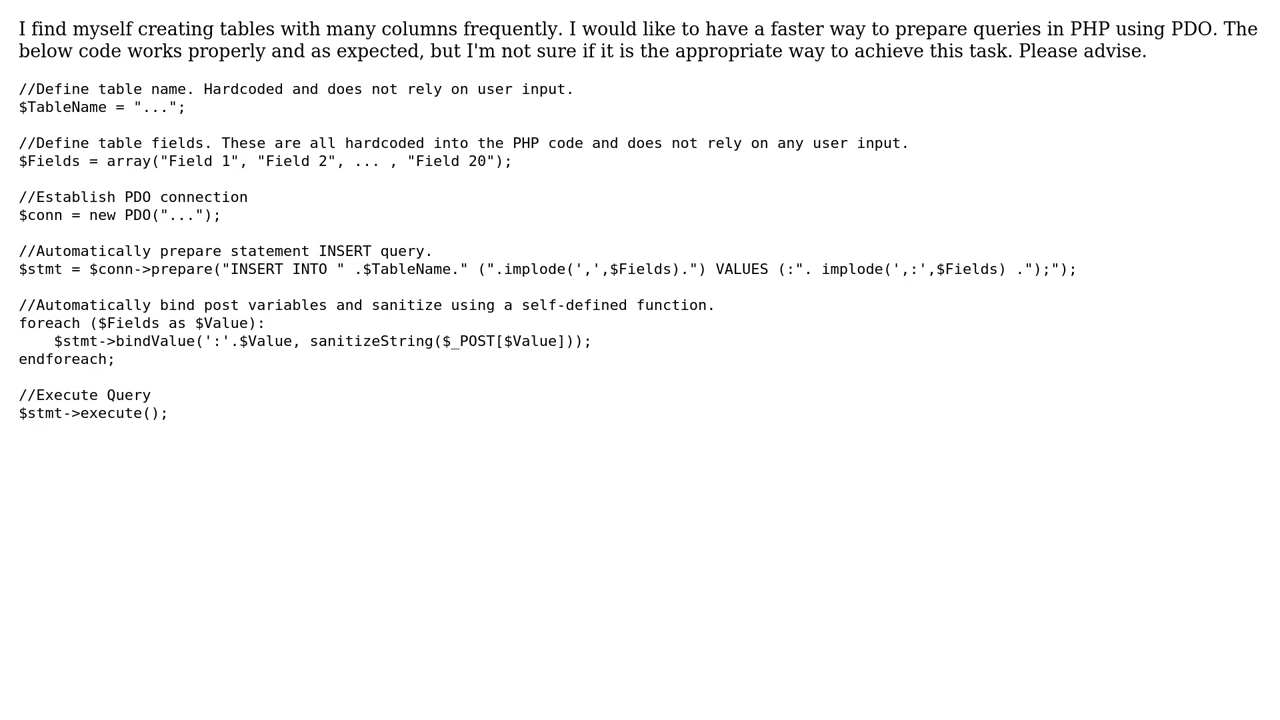 I find myself creating tables with many columns frequently. I would like to have a faster way to prepare queries in PHP using PDO. The
below code works properly and as expected, but I'm not sure if it is the appropriate way to achieve this task. Please advise.
//Define table name. Hardcoded and does not rely on user input.
$TableName = "...";
//Define table fields. These are all hardcoded into the PHP code and does not rely on any user input.
$Fields = array("Field 1", "Field 2", ... , "Field 20");
//Establish PDO connection
$conn = new PDO("...");
//Automatically prepare statement INSERT query.
$stmt = $conn->prepare("INSERT INTO " .$TableName." (".implode(',',$Fields).") VALUES (:". implode(',:',$Fields) .");");
//Automatically bind post variables and sanitize using a self-defined function.
foreach ($Fields as $Value):
    $stmt->bindValue(':'.$Value, sanitizeString($_POST[$Value]));
endforeach;
//Execute Query
$stmt->execute();